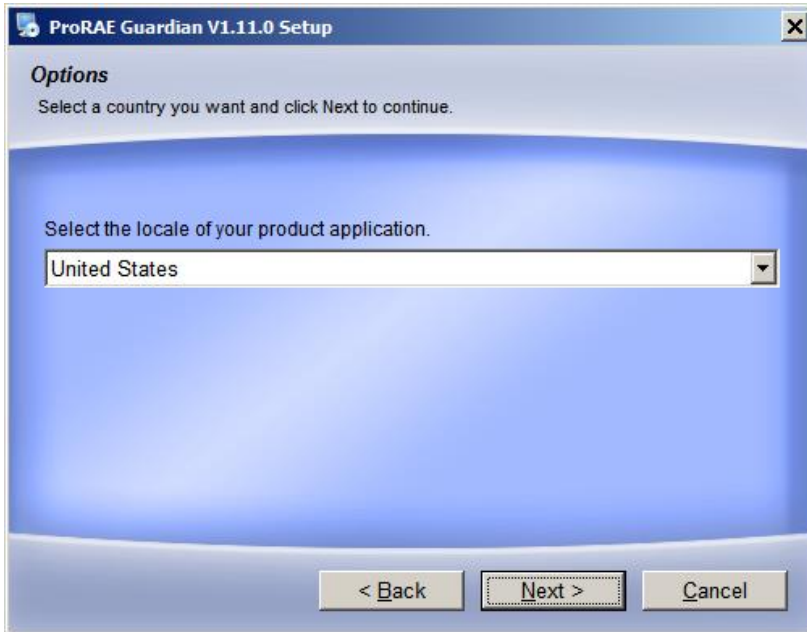 ProRAE Guardian V1.11.0 Setup
Options
Select a country you want and click Next to continue.
Select the locale of your product application.
United States
< Back
Next >
Cancel